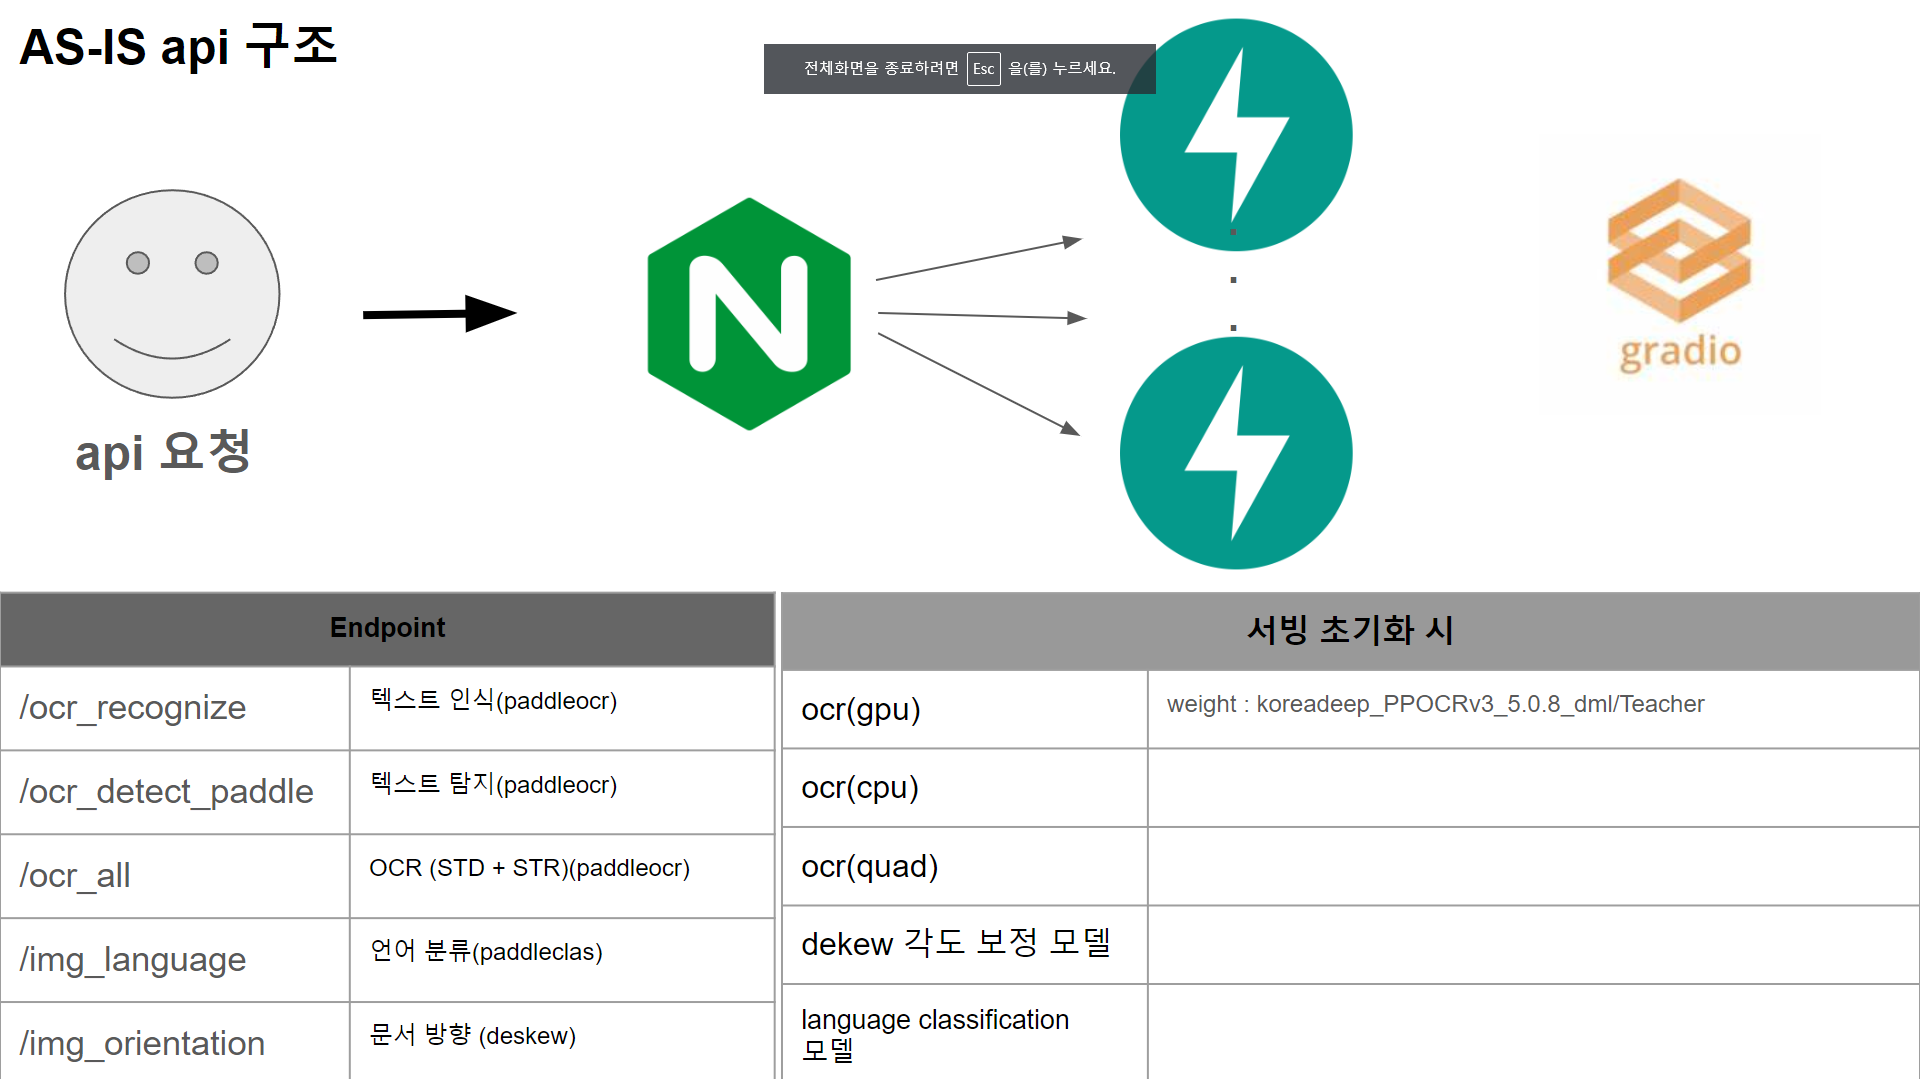 AS-IS api 구조
전체화면을 종료하려면 Esc 을(를) 누르세요.
N
gradio
api 요청
Endpoint
/ocr_recognize 텍스트 인식(paddleocr)
/ocr_detect_paddle 텍스트 탐지(paddleocr)
/ocr_all OCR (STD + STR)(paddleocr)
/img_language 언어 분류(paddleclas)
/img_orientation 문서 방향 (deskew)
서빙 초기화 시
ocr(gpu) weight : koreadeep_PPOCRv3_5.0.8_dml/Teacher
ocr(cpu)
ocr(quad)
dekew 각도 보정 모델
language classification
모델